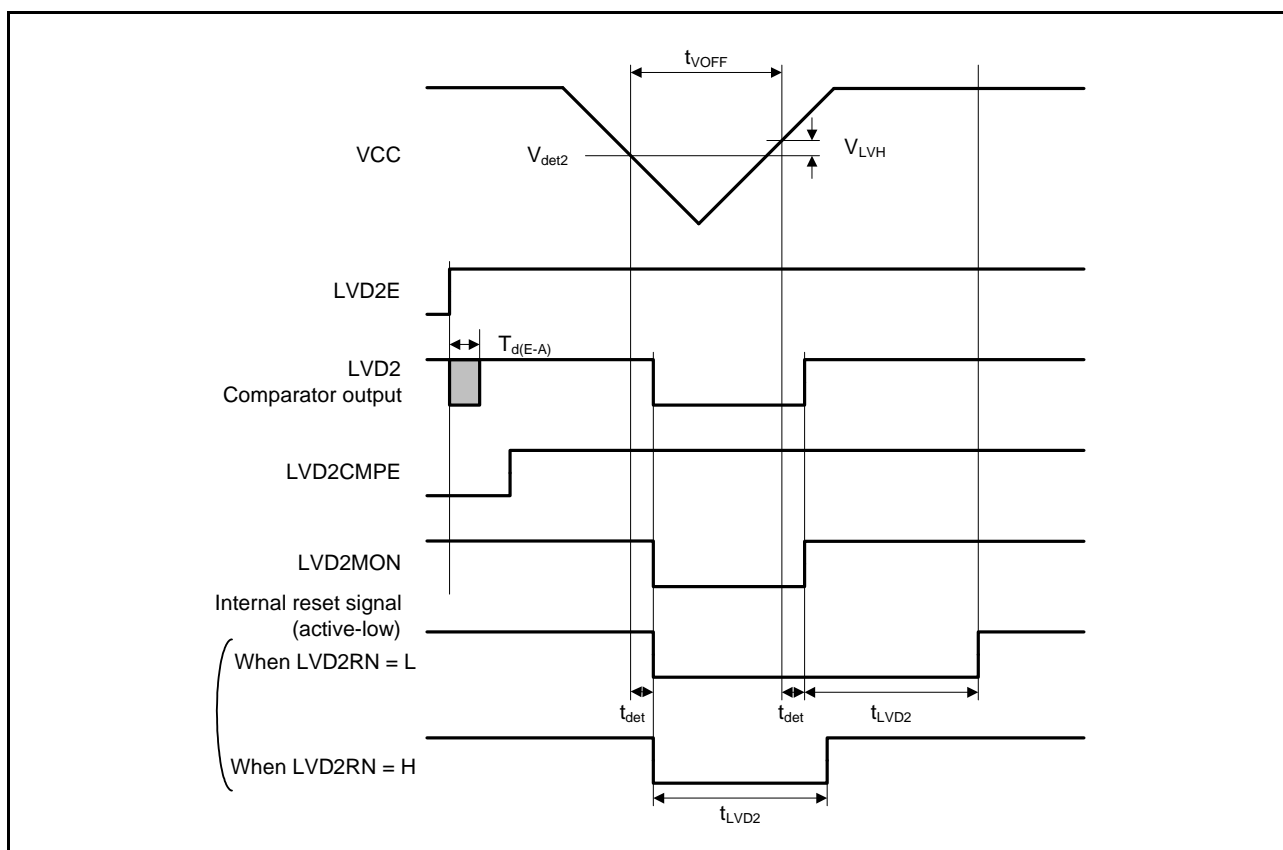 tVOFF
VCC
Vdet2
VLVH
LVD2E
Td(E-A)
LVD2
Comparator output
LVD2CMPE
LVD2MON
Internal reset signal
(active-low)
When LVD2RN = L
tdet
tdet
tLVD2
When LVD2RN = H
tLVD2